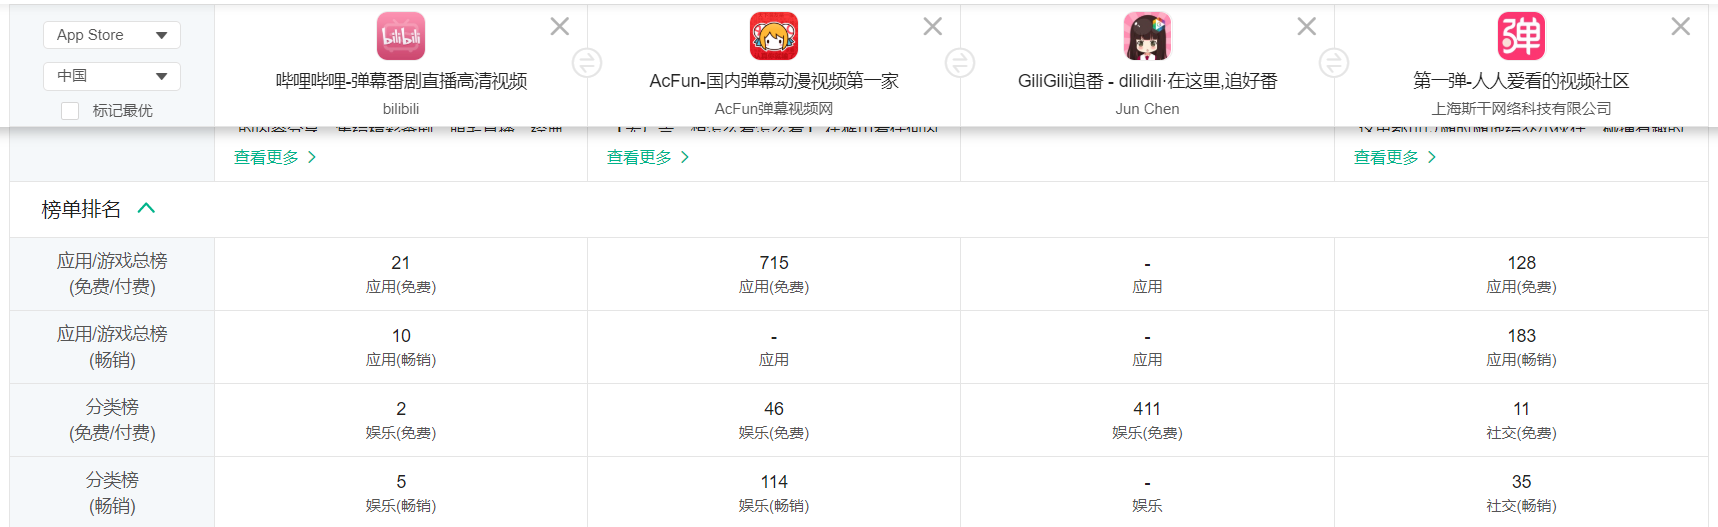 App Store
中国
标记最优
bilibili
哔哩哔哩-弹幕番剧直播高清视频
bilibili
AcFun-国内弹幕动漫视频第一家
AcFun弹幕视频网
GiliGili追番 - dilidili·在这里,追好番
Jun Chen
弹
第一弹-人人爱看的视频社区
上海斯干网络科技有限公司
查看更多
查看更多
查看更多
榜单排名
应用/游戏总榜
(免费/付费)
21
应用(免费)
715
应用(免费)
-
应用
128
应用(免费)
应用/游戏总榜
(畅销)
10
应用(畅销)
-
应用
-
应用
183
应用(畅销)
分类榜
(免费/付费)
2
娱乐(免费)
46
娱乐(免费)
411
娱乐(免费)
11
社交(免费)
分类榜
(畅销)
5
娱乐(畅销)
114
娱乐(畅销)
-
娱乐
35
社交(畅销)